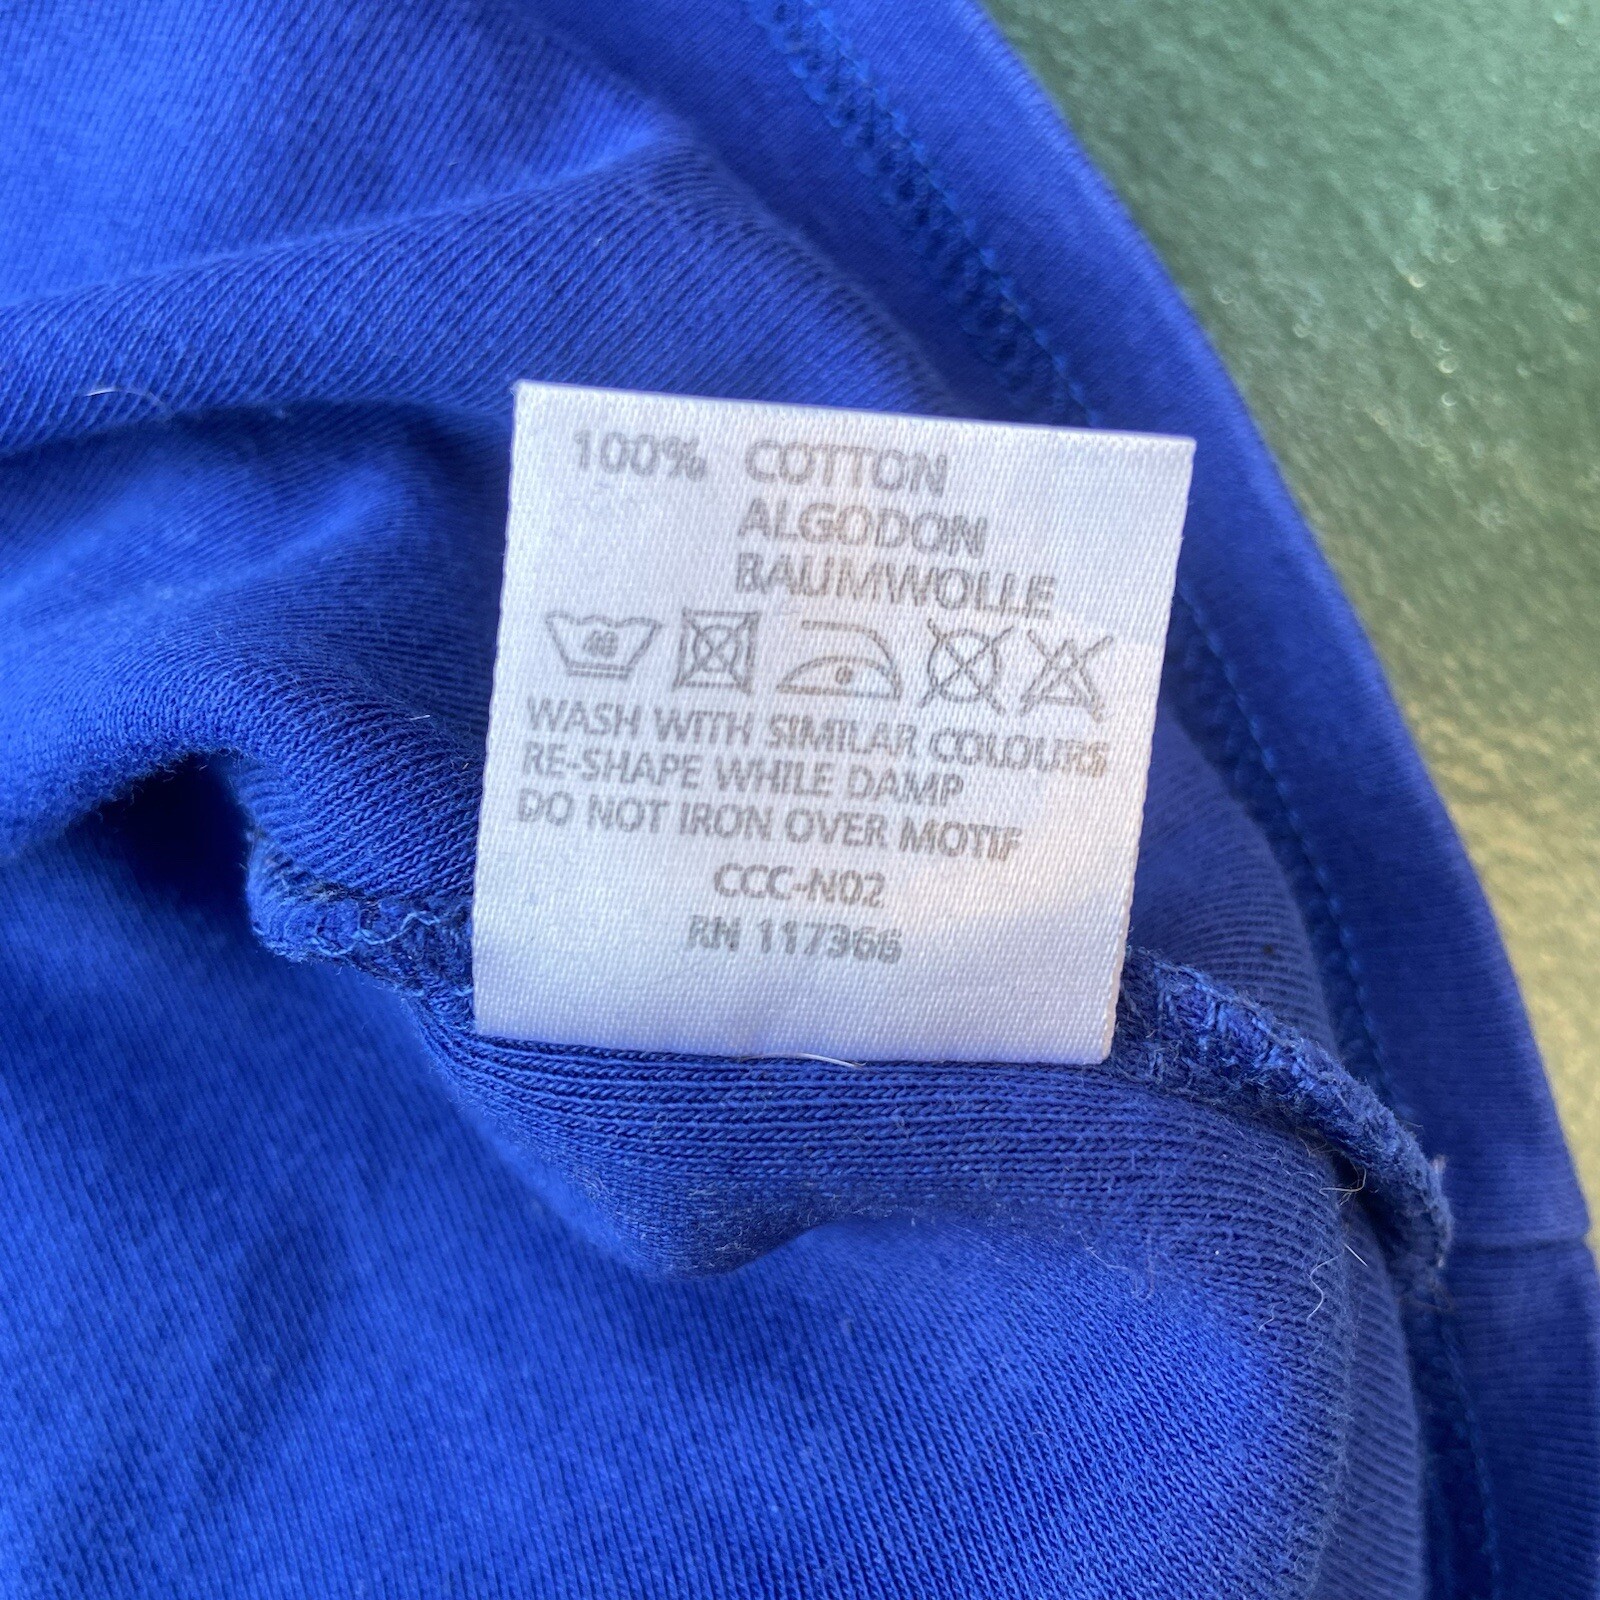 100% COTTON
ALGODON
BAUMWOLLE
40
WASH WITH SIMILAR COLOURS
RE-SHAPE WHILE DAMP
DO NOT IRON OVER MOTIF
CCC-N02
RN 117366